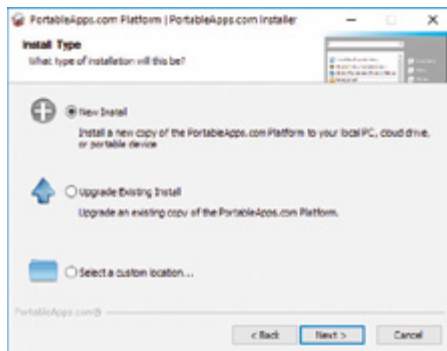 PortableApps.com Platform | PortableApps.com Installer
Install Type
What type of installation will this be?
New Install
Install a new copy of the PortableApps.com Platform to your local PC, cloud drive,
or portable device
Upgrade Existing Install
Upgrade an existing copy of the PortableApps.com Platform.
Select a custom location...
PortableApps.com®
< Back Next > Cancel